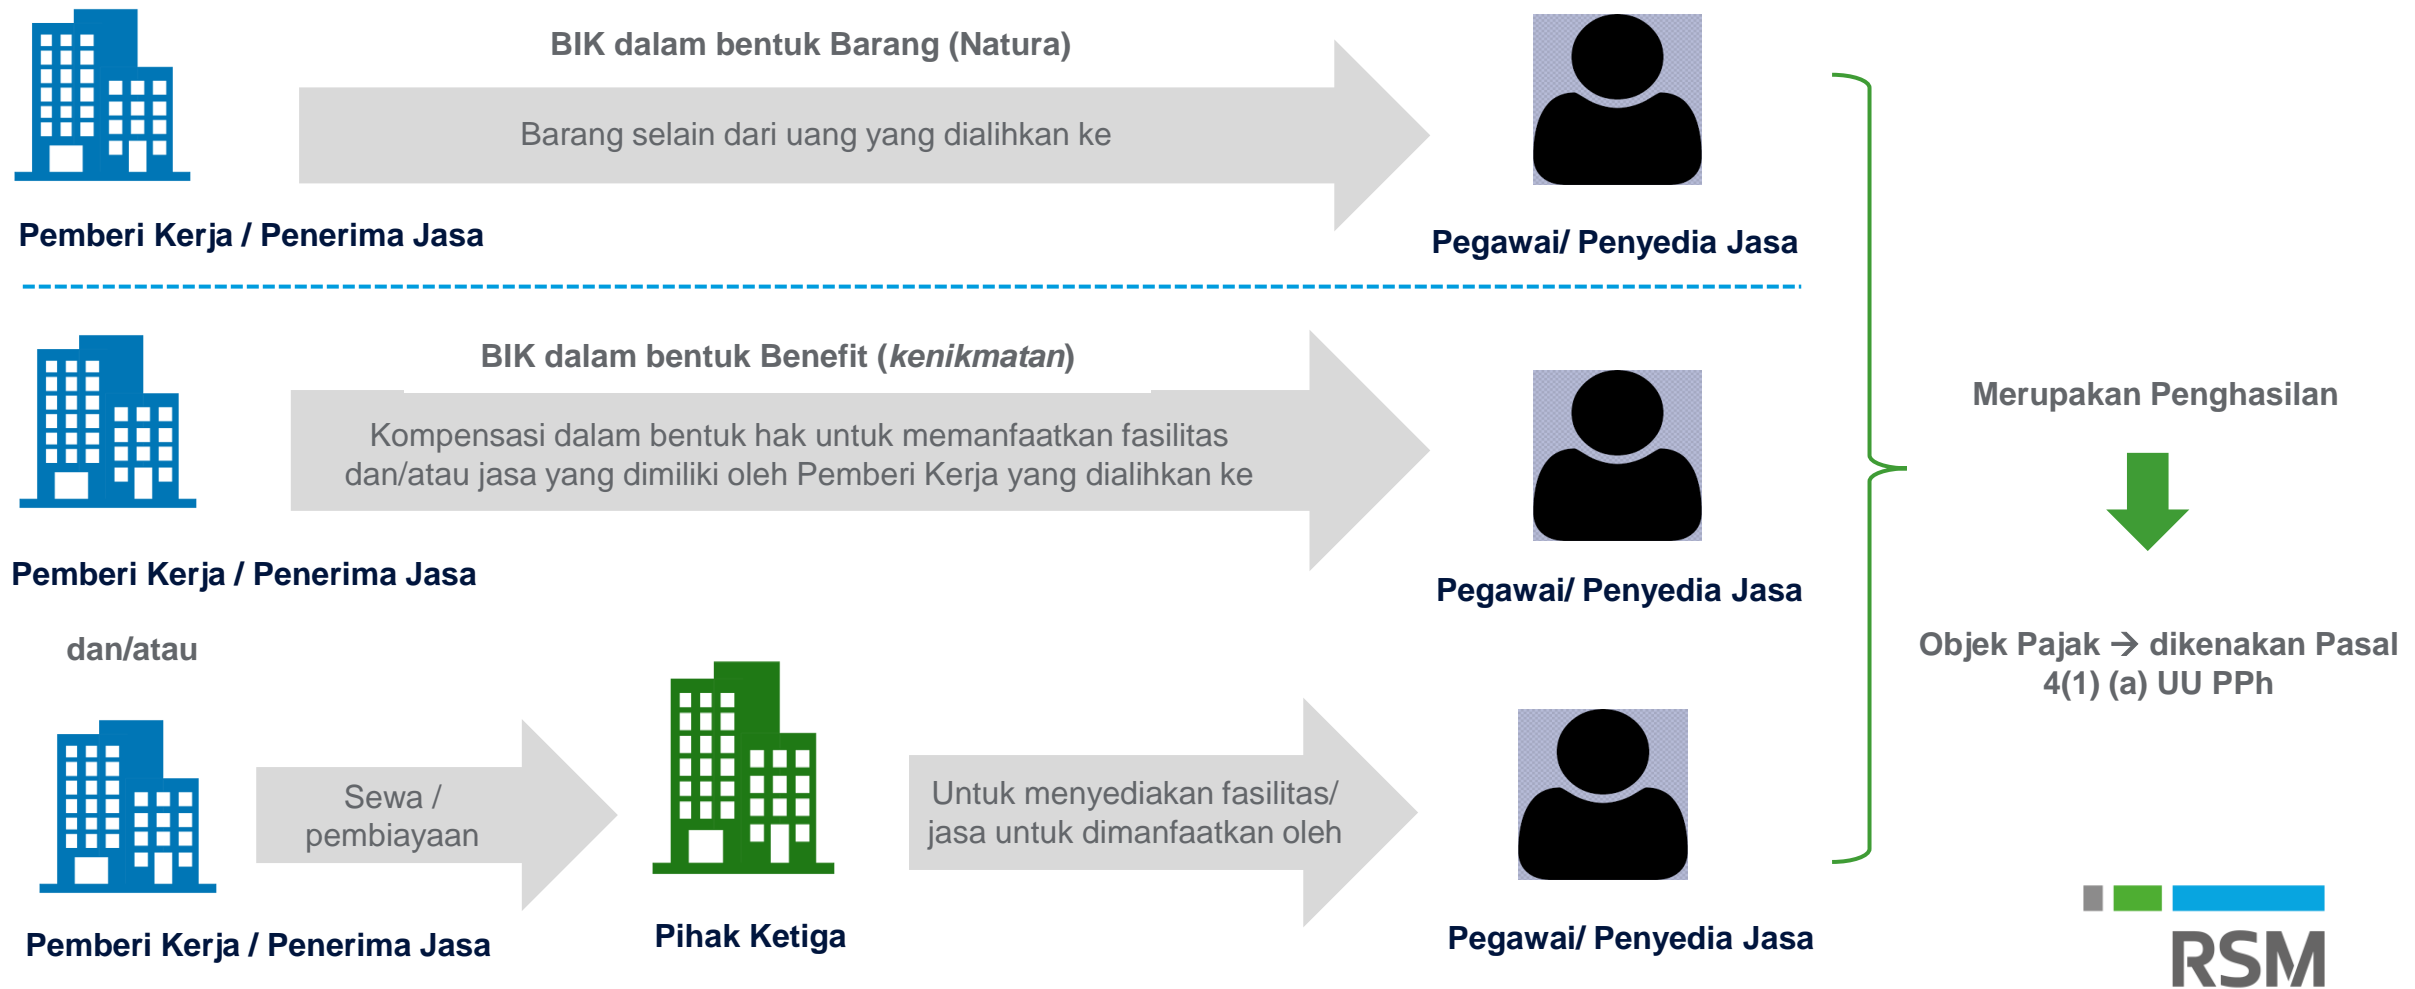 BIK dalam bentuk Barang (Natura)
Barang selain dari uang yang dialihkan ke
Pemberi Kerja / Penerima Jasa
Pegawai/ Penyedia Jasa
BIK dalam bentuk Benefit (kenikmatan)
Kompensasi dalam bentuk hak untuk memanfaatkan fasilitas
dan/atau jasa yang dimiliki oleh Pemberi Kerja yang dialihkan ke
Pemberi Kerja / Penerima Jasa
Pegawai/ Penyedia Jasa
dan/atau
Sewa /
pembiayaan
Untuk menyediakan fasilitas/
jasa untuk dimanfaatkan oleh
Pemberi Kerja / Penerima Jasa
Pihak Ketiga
Pegawai/ Penyedia Jasa
Merupakan Penghasilan
Objek Pajak → dikenakan Pasal
4(1) (a) UU PPh
RSM